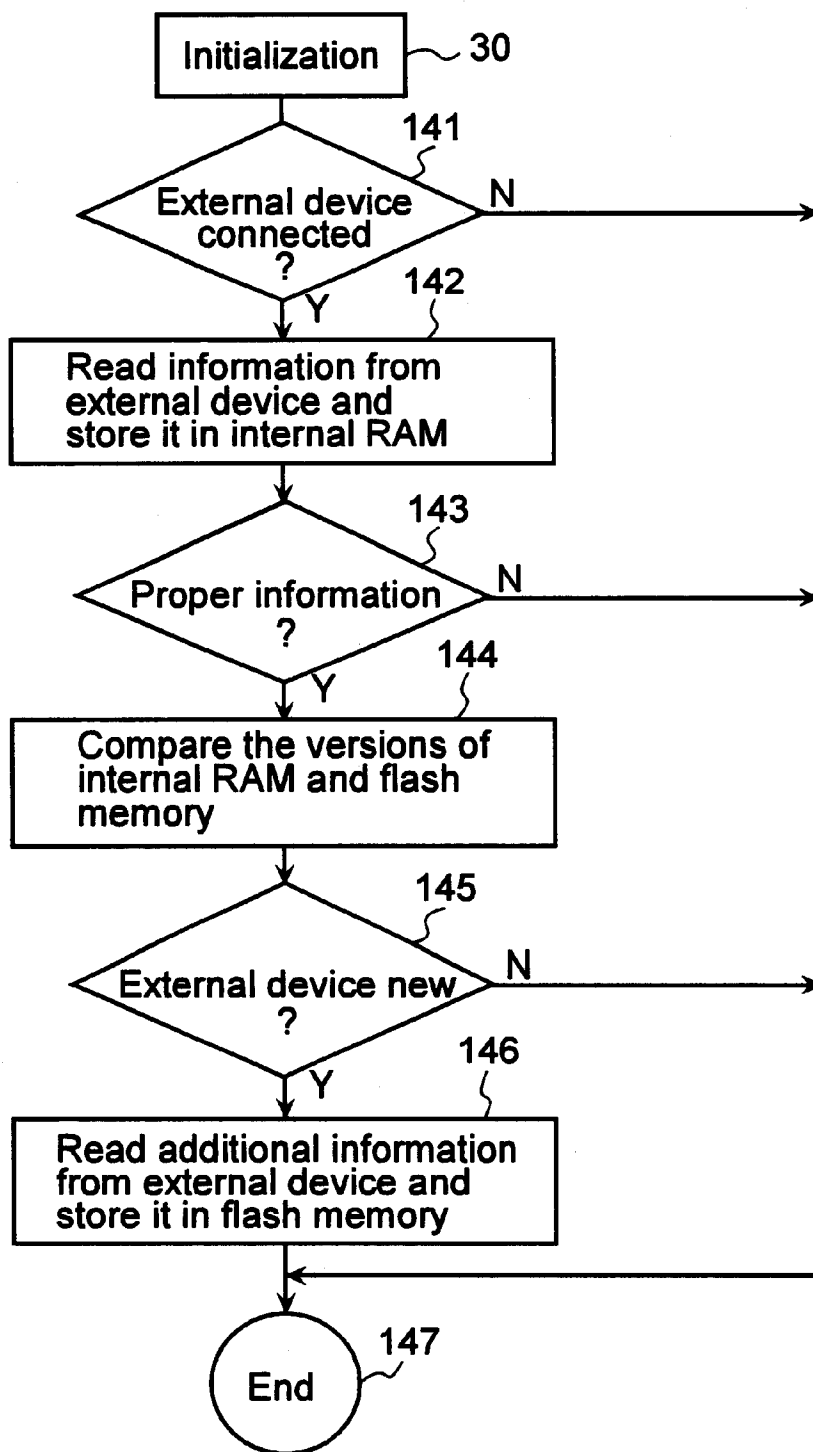 Initialization
30
141
External device
connected
?
N
Y
142
Read information from
external device and
store it in internal RAM
143
Proper information
?
N
Y
144
Compare the versions of
internal RAM and flash
memory
145
External device new
?
N
Y
146
Read additional information
from external device and
store it in flash memory
147
End